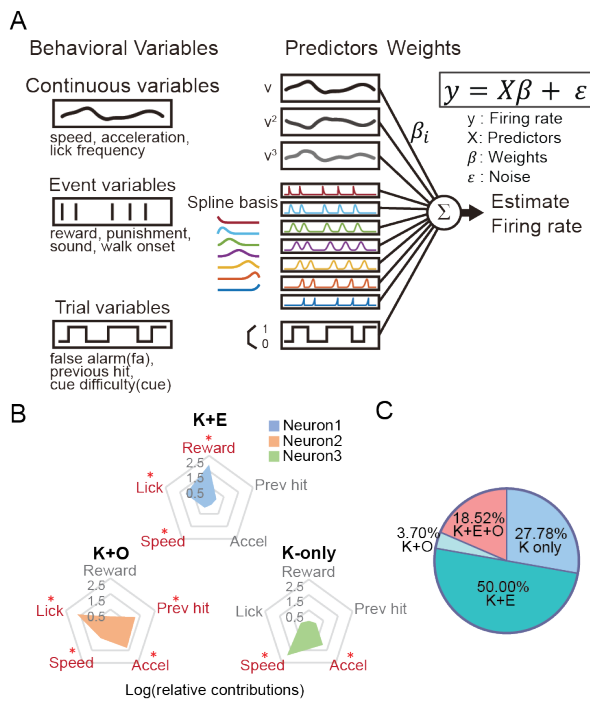 A
Behavioral Variables
Predictors Weights
Continuous variables
speed, acceleration,
lick frequency
Event variables
reward, punishment,
sound, walk onset
Trial variables
false alarm(fa),
previous hit,
cue difficulty(cue)
v
v²
v³
Spline basis
1
0
βi
Σ
y = Xβ + ε
y : Firing rate
X: Predictors
β : Weights
ε : Noise
Estimate
Firing rate
B
K+E
Neuron1
Neuron2
Neuron3
*
Reward
2.5
1.5
0.5
* Lick
Prev hit
* Speed
Accel
K+O
Reward
2.5
1.5
0.5
* Lick
* Prev hit
* Speed
* Accel
K-only
Reward
2.5
1.5
0.5
Lick
Prev hit
* Speed
* Accel
Log(relative contributions)
C
18.52%
K+E+O
27.78%
K only
3.70%
K+O
50.00%
K+E